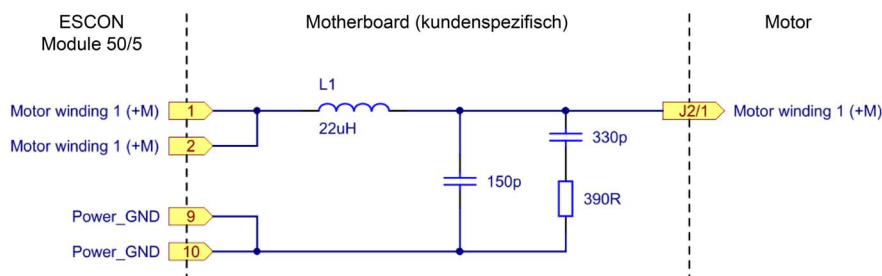 ESCON
Module 50/5
Motherboard (kundenspezifisch)
Motor
L1
22uH
Motor winding 1 (+M)
1
J2/1
Motor winding 1 (+M)
Motor winding 1 (+M)
2
330p
150p
390R
Power_GND
9
Power_GND
10